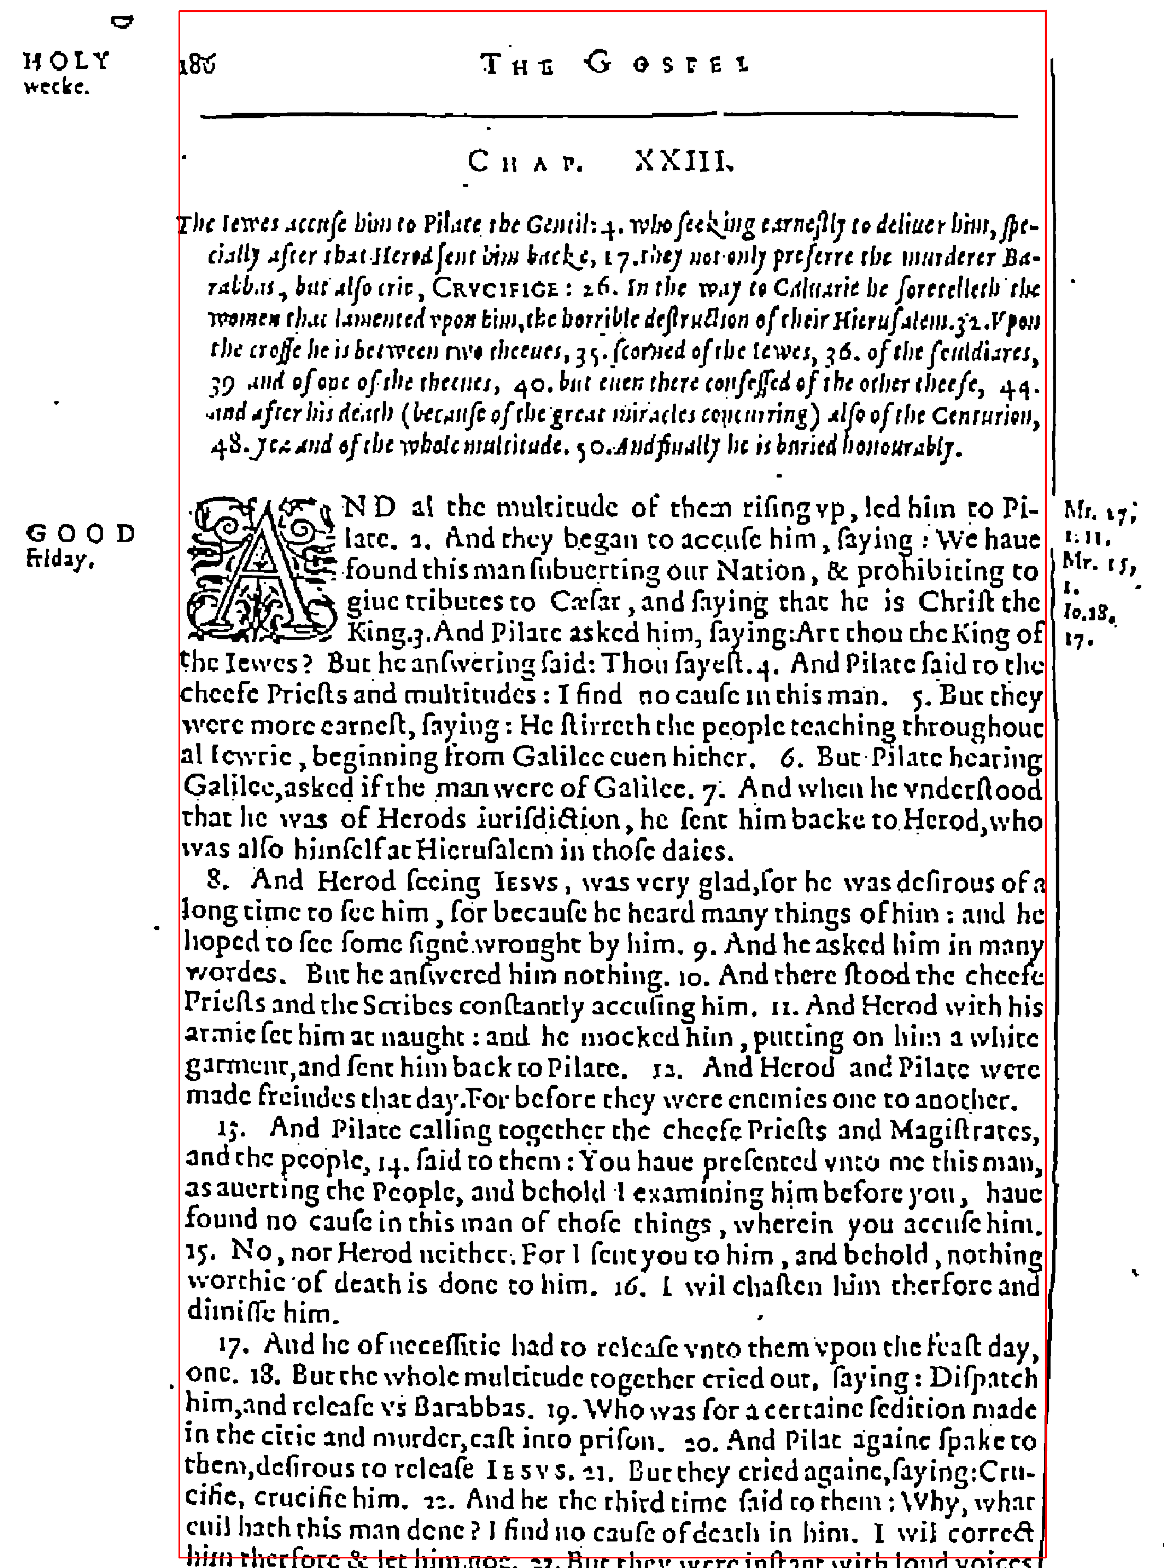 HOLY
wecke.
186 THE GOSPEL
CHAP. XXIII.
The Iewes accuſe him to Pilate the Gentil: 4. who ſeeking earneſtly to deliuer him, ſpe-
cially after that Herod ſent him backe, 17. they not only preferre the murderer Ba-
rabbas, but alſo crie, CRVCIFIGE: 26. In the way to Caluarie he foretelleth the
women that lamented vpon him, the horrible deſtruction of their Hieruſalem. 32. Vpon
the croſſe he is between two theeues, 35. ſcorned of the Iewes, 36. of the ſouldiares,
39 and of one of the theeues, 40. but euen there confeſſed of the other theefe, 44.
and after his death (becauſe of the great miracles concurring) alſo of the Centurion,
48. yea and of the whole multitude. 50. And finally he is buried honourably.
GOOD
Friday.
AND al the multitude of them riſing vp, led him to Pi-
late. 2. And they began to accuſe him, ſaying: We haue
found this man ſubuerting our Nation, & prohibiting to
giue tributes to Cæſar, and ſaying that he is Chriſt the
King. 3. And Pilate asked him, ſaying: Art thou the King of
the Iewes? But he anſwering ſaid: Thou ſayeſt. 4. And Pilate ſaid to the
cheefe Prieſts and multitudes: I find no cauſe in this man. 5. But they
were more earneſt, ſaying: He ſtirreth the people teaching throughout
al Iewrie, beginning from Galilee euen hither. 6. But Pilate hearing
Galilee, asked if the man were of Galilee. 7. And when he vnderſtood
that he was of Herods iuriſdiction, he ſent him backe to Herod, who
was alſo himſelf at Hieruſalem in thoſe daies.
8. And Herod ſeeing IESVS, was very glad, for he was deſirous of a
long time to ſee him, for becauſe he heard many things of him: and he
hoped to ſee ſome ſigne wrought by him. 9. And he asked him in many
wordes. But he anſwered him nothing. 10. And there ſtood the cheefe
Prieſts and the Scribes conſtantly accuſing him. 11. And Herod with his
armie ſet him at naught: and he mocked him, putting on him a white
garment, and ſent him back to Pilate. 12. And Herod and Pilate were
made freindes that day. For before they were enemies one to another.
13. And Pilate calling together the cheefe Prieſts and Magiſtrates,
and the people, 14. ſaid to them: You haue preſented vnto me this man,
as auerting the People, and behold I examining him before you, haue
found no cauſe in this man of thoſe things, wherein you accuſe him.
15. No, nor Herod neither. For I ſent you to him, and behold, nothing
worthie of death is done to him. 16. I wil chaſten him therfore and
dimiſſe him.
17. And he of neceſſitie had to releaſe vnto them vpon the feaſt day,
one. 18. But the whole multitude together cried out, ſaying: Diſpatch
him, and releaſe vs Barabbas. 19. Who was for a certaine ſedition made
in the citie and murder, caſt into priſon. 20. And Pilat againe ſpake to
them, deſirous to releaſe IESVS. 21. But they cried againe, ſaying: Cru-
cifie, crucifie him. 22. And he the third time ſaid to them: Why, what
euil hath this man done? I find no cauſe of death in him. I wil correct
him therfore & let him goe. 23. But they were inſtant with loud voices
Mr. 27,
1. 11.
Mr. 15,
1.
Io. 18.
17.